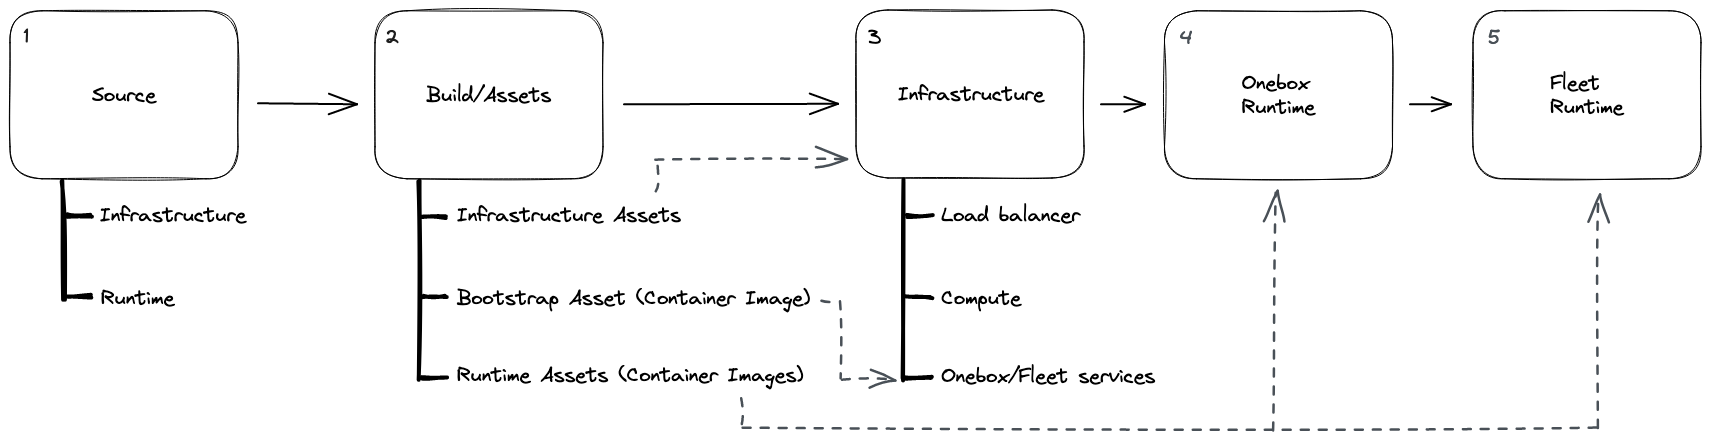 1
Source
Infrastructure
Runtime
2
Build/Assets
Infrastructure Assets
Bootstrap Asset (Container Image)
Runtime Assets (Container Images)
3
Infrastructure
Load balancer
Compute
Onebox/Fleet services
4
Onebox
Runtime
5
Fleet
Runtime